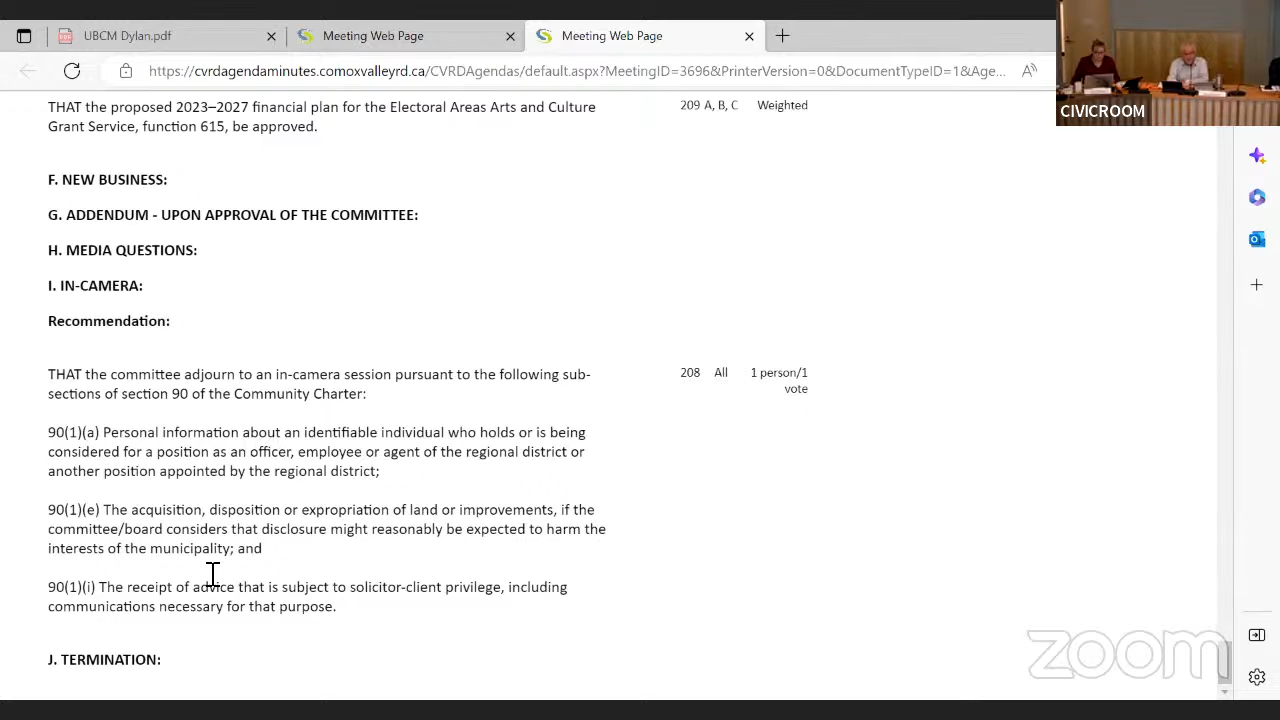 UBCM Dylan.pdf
Meeting Web Page
Meeting Web Page
https://cvrdagendaminutes.comoxvalleyrd.ca/CVRDAgendas/default.aspx?MeetingID=3696&PrinterVersion=0&DocumentTypeID=1&Age...
CIVICROOM
THAT the proposed 2023–2027 financial plan for the Electoral Areas Arts and Culture
Grant Service, function 615, be approved.
209 A, B, C Weighted
F. NEW BUSINESS:
G. ADDENDUM - UPON APPROVAL OF THE COMMITTEE:
H. MEDIA QUESTIONS:
I. IN-CAMERA:
Recommendation:
THAT the committee adjourn to an in-camera session pursuant to the following sub-
sections of section 90 of the Community Charter:
208 All 1 person/1
vote
90(1)(a) Personal information about an identifiable individual who holds or is being
considered for a position as an officer, employee or agent of the regional district or
another position appointed by the regional district;
90(1)(e) The acquisition, disposition or expropriation of land or improvements, if the
committee/board considers that disclosure might reasonably be expected to harm the
interests of the municipality; and
90(1)(i) The receipt of advice that is subject to solicitor-client privilege, including
communications necessary for that purpose.
J. TERMINATION:
zoom